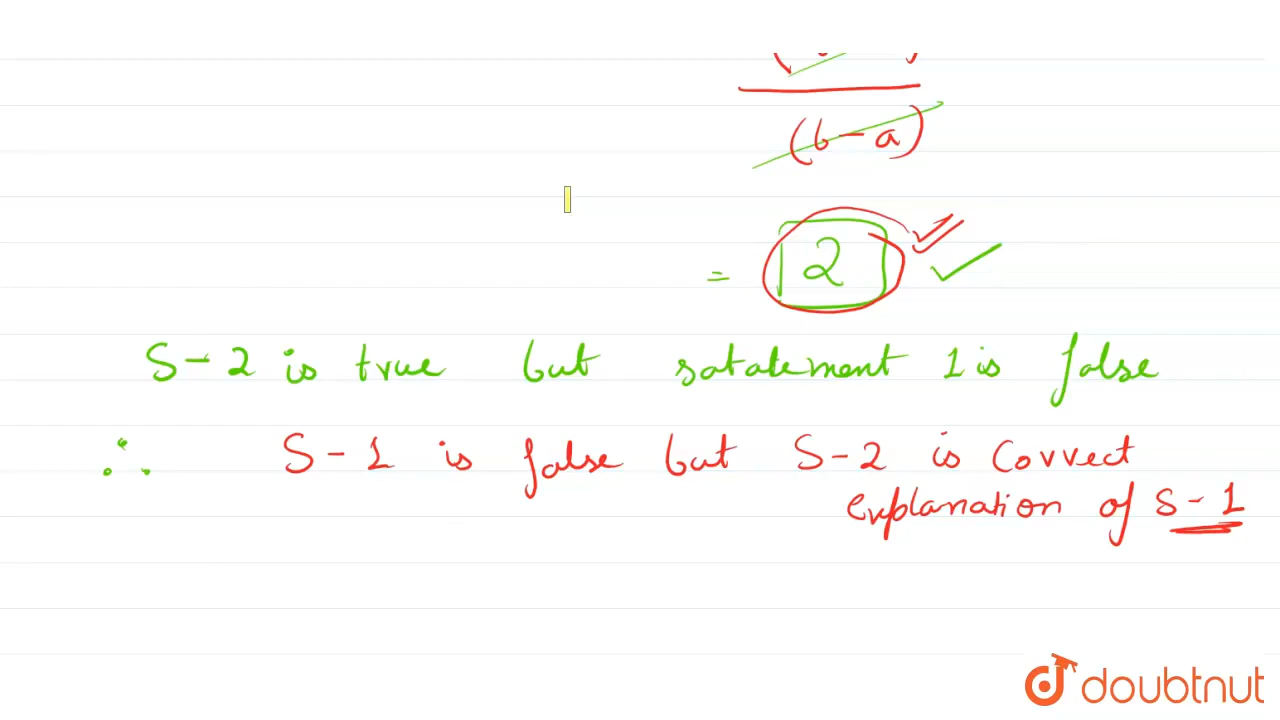 (b-a)
= 2
S-2 is true but satatement 1 is false
∴ S-1 is false but S-2 is correct
explanation of S-1
doubtnut